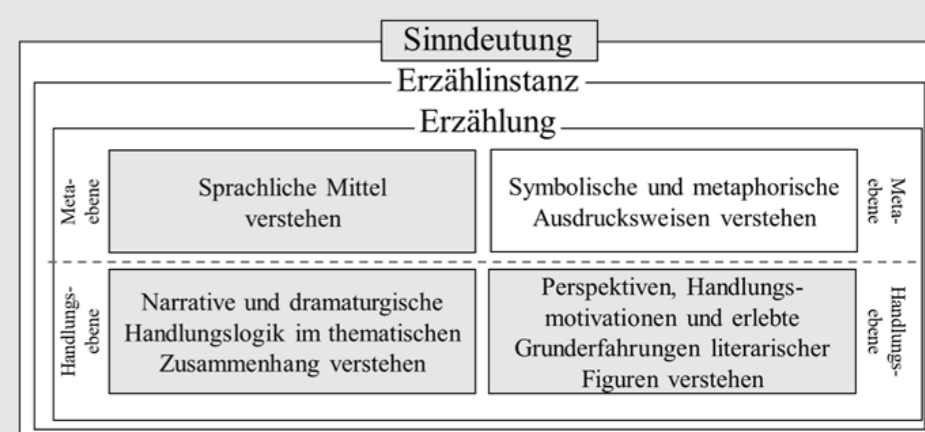 Sinndeutung
Erzählinstanz
Erzählung
Meta-
ebene
Sprachliche Mittel
verstehen
Symbolische und metaphorische
Ausdrucksweisen verstehen
Meta-
ebene
Handlungs-
ebene
Narrative und dramaturgische
Handlungslogik im thematischen
Zusammenhang verstehen
Perspektiven, Handlungs-
motivationen und erlebte
Grunderfahrungen literarischer
Figuren verstehen
Handlungs-
ebene